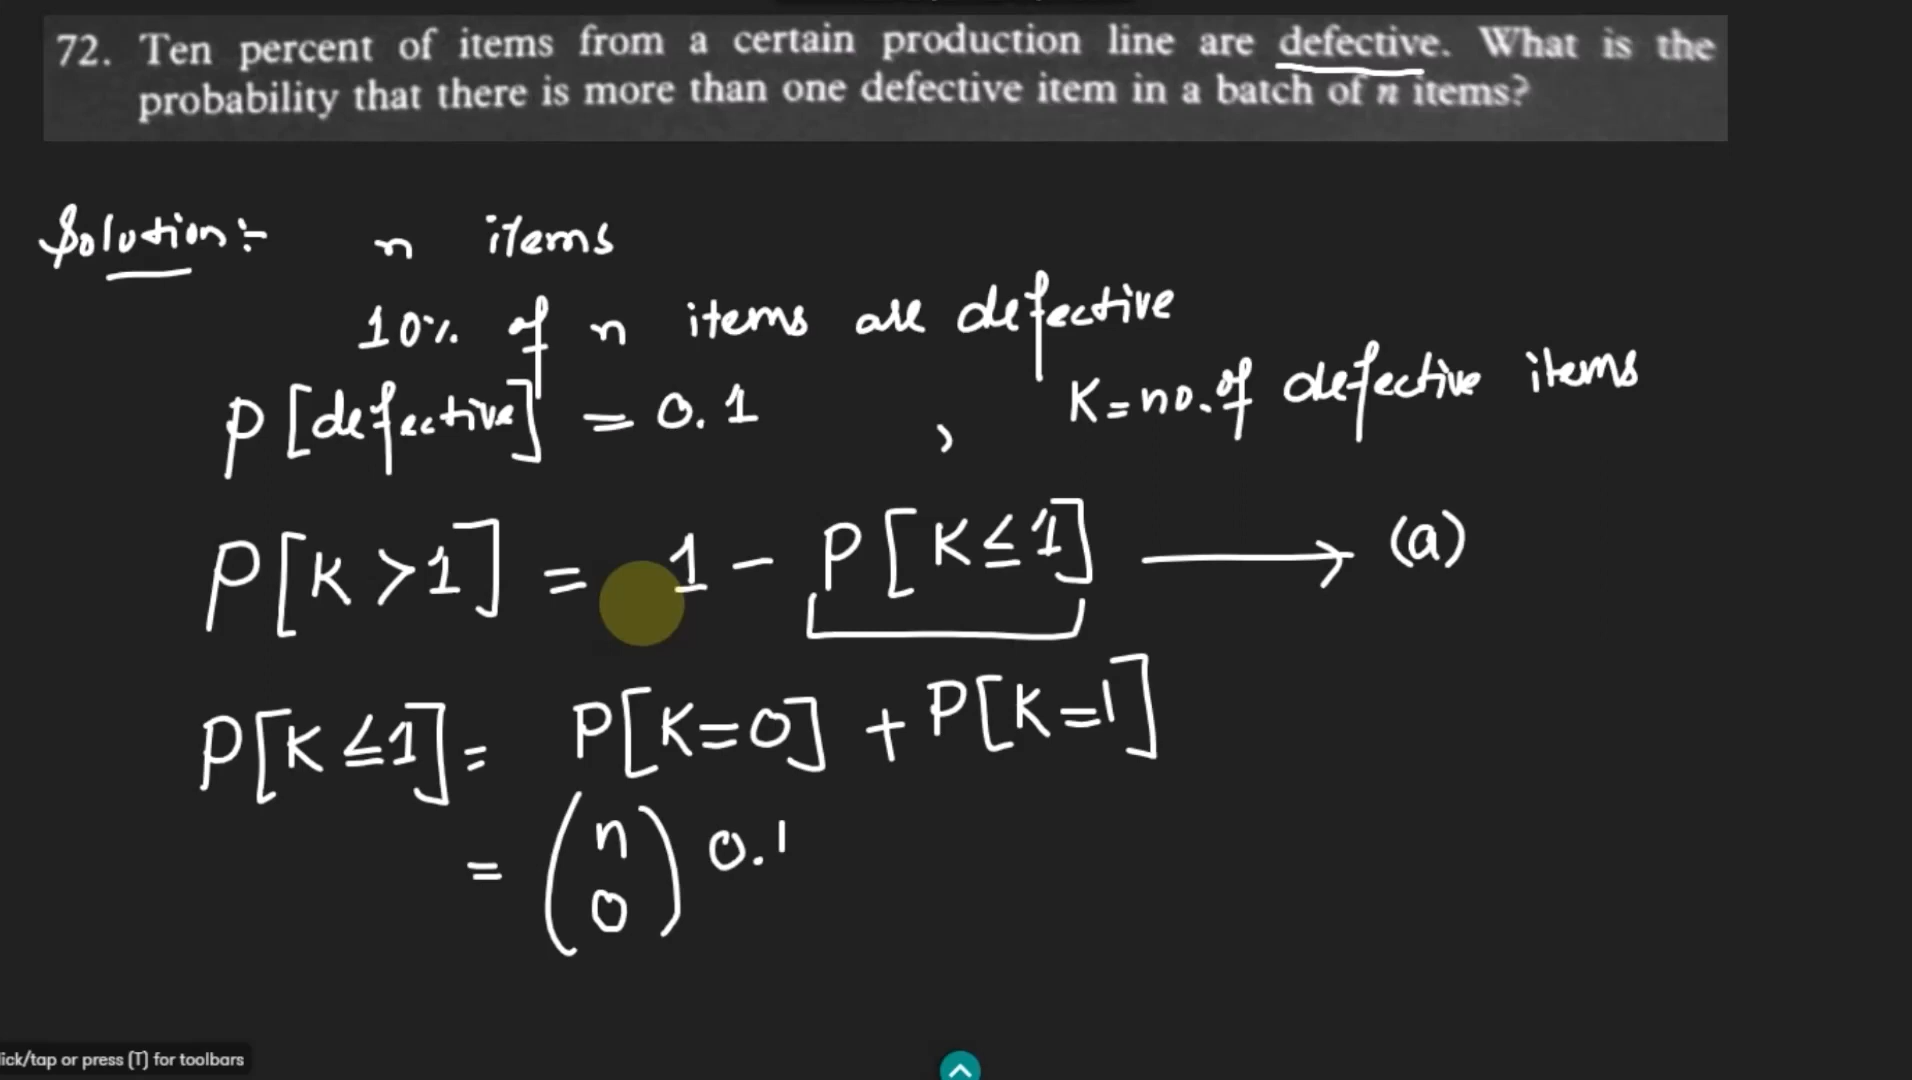 72. Ten percent of items from a certain production line are defective. What is the
probability that there is more than one defective item in a batch of n items?
Solution:-    n items
10% of n items are defective
P[defective] = 0.1 , K=no. of defective items
P[K>1] = 1 - P[K≤1] ⟶ (a)
P[K≤1] = P[K=0] + P[K=1]
= (n 0) 0.1
lick/tap or press (T) for toolbars